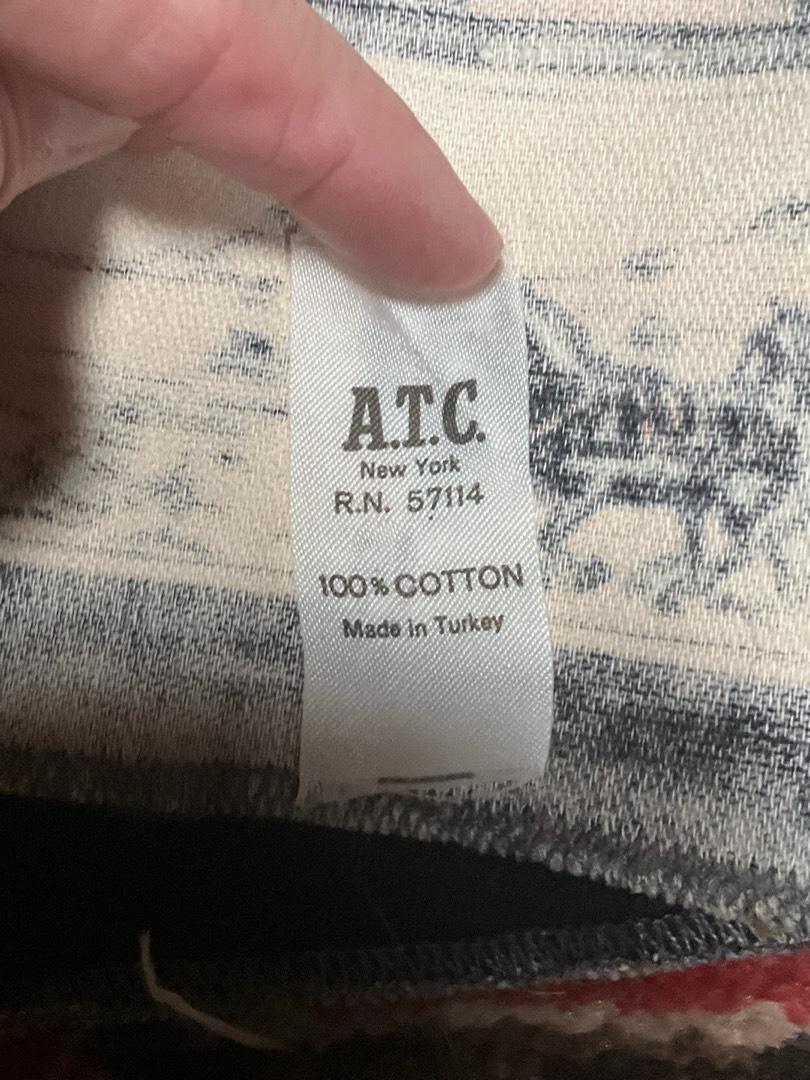 A.T.C.
New York
R.N. 57114
100% COTTON
Made in Turkey